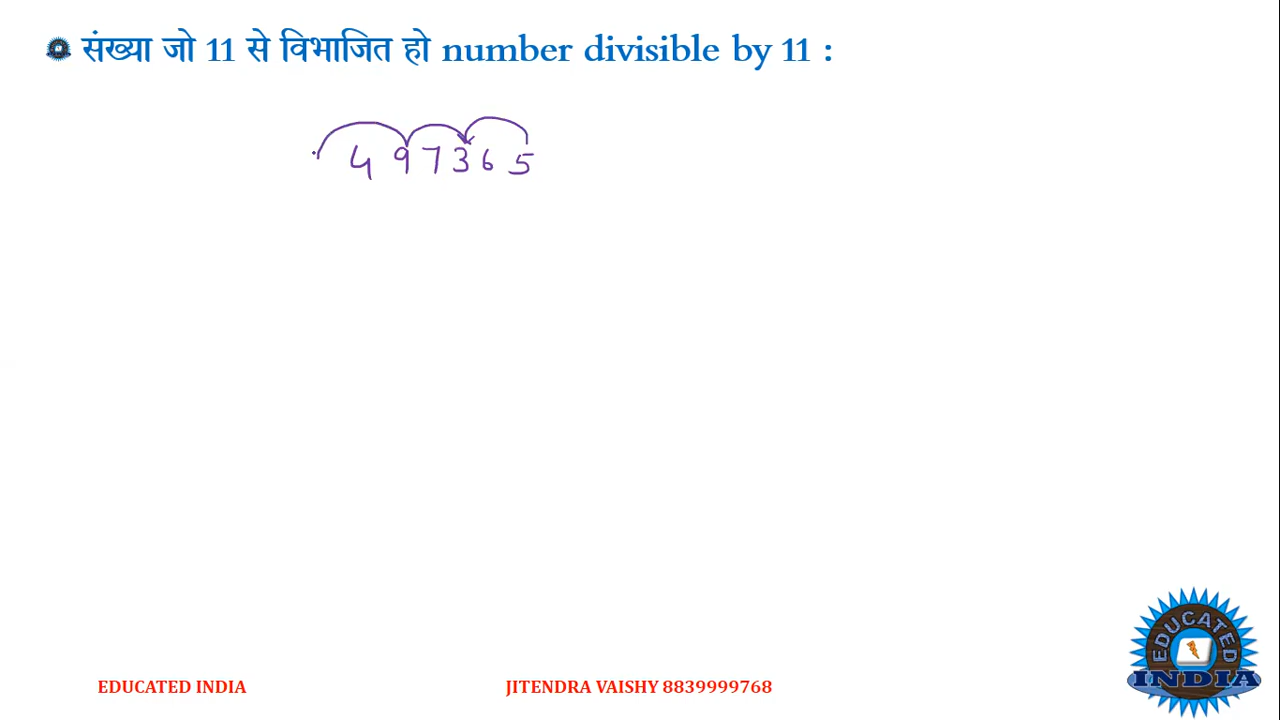 संख्या जो 11 से विभाजित हो number divisible by 11 :
497365
EDUCATED INDIA
EDUCATED INDIA JITENDRA VAISHY 8839999768